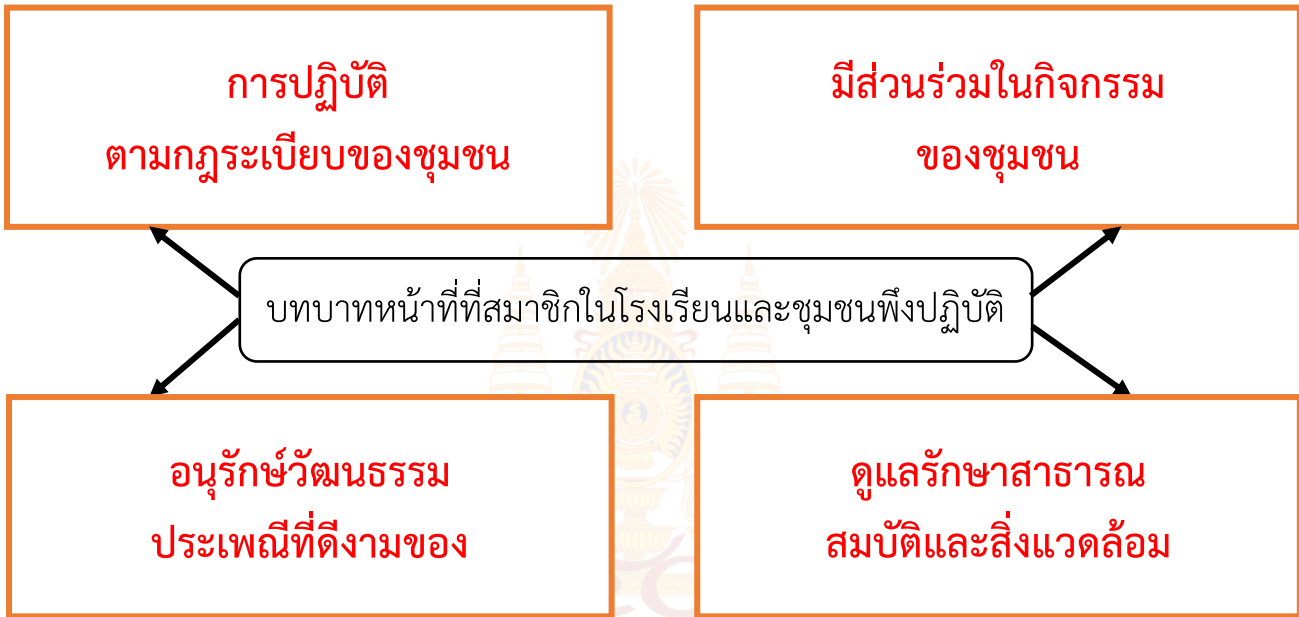 การปฏิบัติ
ตามกฎระเบียบของชุมชน
มีส่วนร่วมในกิจกรรม
ของชุมชน
บทบาทหน้าที่ที่สมาชิกในโรงเรียนและชุมชนพึงปฏิบัติ
อนุรักษ์วัฒนธรรม
ประเพณีที่ดีงามของ
ดูแลรักษาสาธารณ
สมบัติและสิ่งแวดล้อม